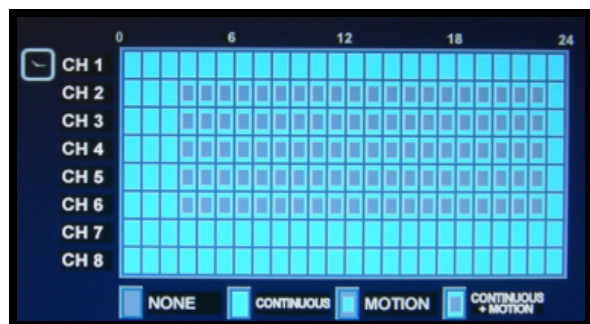 0 6 12 18 24
CH 1
CH 2
CH 3
CH 4
CH 5
CH 6
CH 7
CH 8
NONE CONTINUOUS MOTION CONTINUOUS
+ MOTION